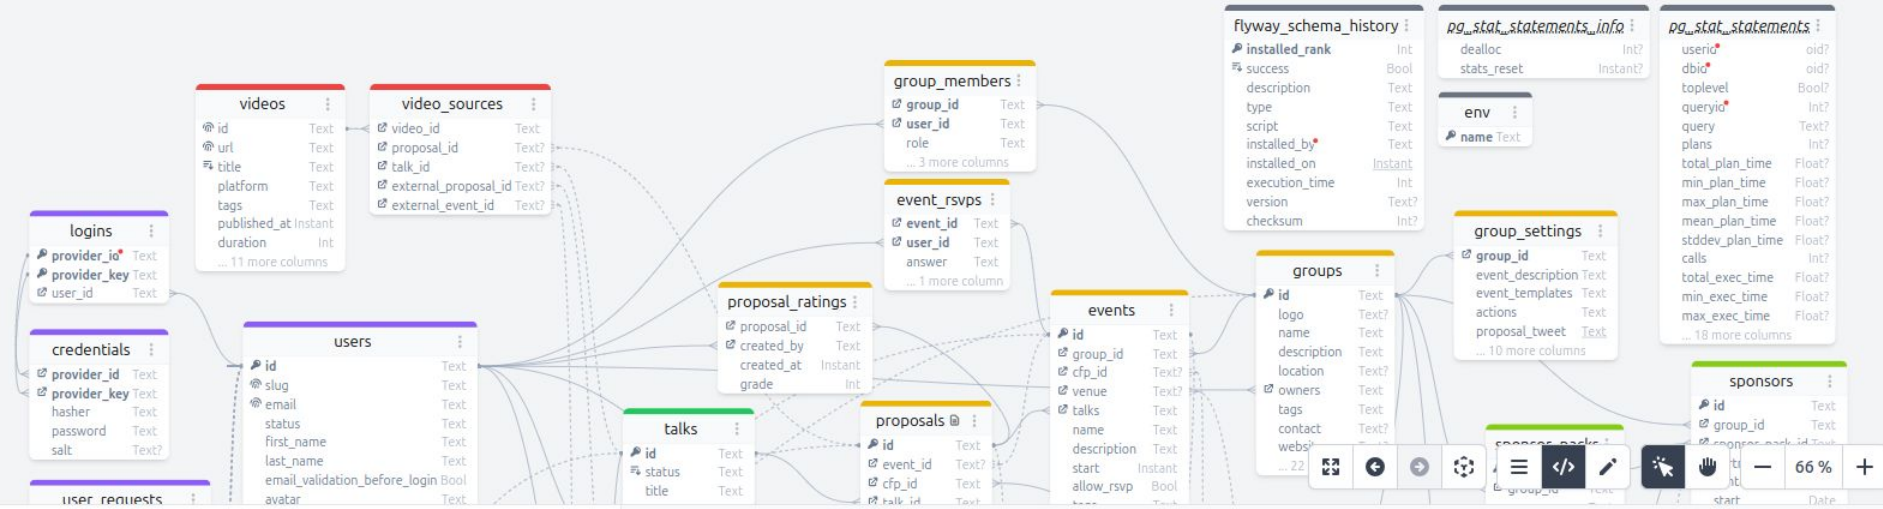 flyway_schema_history
installed_rank Int
success Bool
description Text
type Text
script Text
installed_by Text
installed_on Instant
execution_time Int
version Text?
checksum Int?
pg_stat_statements_info
dealloc Int?
stats_reset Instant?
env
name Text
pg_stat_statements
userid oid?
dbid oid?
toplevel Bool?
queryid Int?
query Text?
plans Int?
total_plan_time Float?
min_plan_time Float?
max_plan_time Float?
mean_plan_time Float?
stddev_plan_time Float?
calls Int?
total_exec_time Float?
min_exec_time Float?
max_exec_time Float?
... 18 more columns
videos
id Text
url Text
title Text
platform Text
tags Text
published_at Instant
duration Int
... 11 more columns
video_sources
video_id Text
proposal_id Text?
talk_id Text?
external_proposal_id Text?
external_event_id Text?
group_members
group_id Text
user_id Text
role Text
... 3 more columns
event_rsvps
event_id Text
user_id Text
answer Text
... 1 more column
logins
provider_id Text
provider_key Text
user_id Text
credentials
provider_id Text
provider_key Text
hasher Text
password Text
salt Text?
user_requests
users
id Text
slug Text
email Text
status Text
first_name Text
last_name Text
email_validation_before_login Bool
avatar Text
proposal_ratings
proposal_id Text
created_by Text
created_at Instant
grade Int
talks
id Text
status Text
title Text
proposals
id Text
event_id Text?
cfp_id Text
talk_id Text
events
id Text
group_id Text
cfp_id Text?
venue Text?
talks Text
name Text
description Text
start Instant
allow_rsvp Bool
groups
id Text
logo Text?
name Text
description Text
location Text?
owners Text
tags Text
contact Text?
... 22
group_settings
group_id Text
event_description Text
event_templates Text
actions Text
proposal_tweet Text
... 10 more columns
sponsor_packs
group_id Text
sponsors
id Text
group_id Text
sponsor_pack_id Text
start Date
66 %